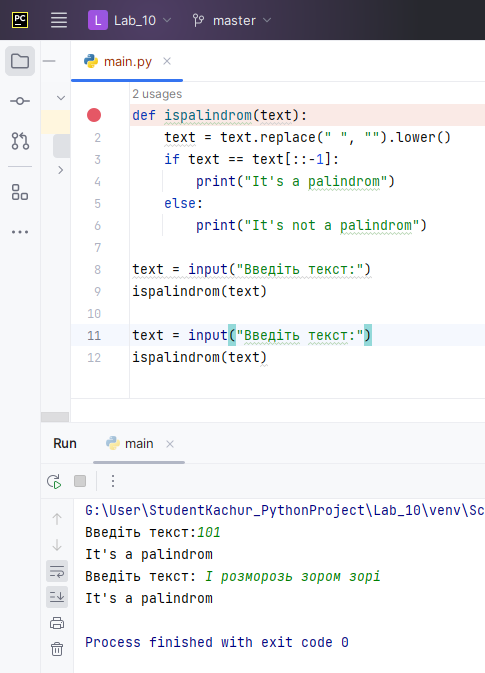 PC L Lab_10 master
main.py
2 usages
def ispalindrom(text):
2 text = text.replace(" ", "").lower()
3 if text == text[::-1]:
4 print("It's a palindrom")
5 else:
6 print("It's not a palindrom")
7
8 text = input("Введіть текст:")
9 ispalindrom(text)
10
11 text = input("Введіть текст:")
12 ispalindrom(text)
Run main
G:\User\StudentKachur_PythonProject\Lab_10\venv\Sc
Введіть текст:101
It's a palindrom
Введіть текст: І розморозь зором зорі
It's a palindrom
Process finished with exit code 0